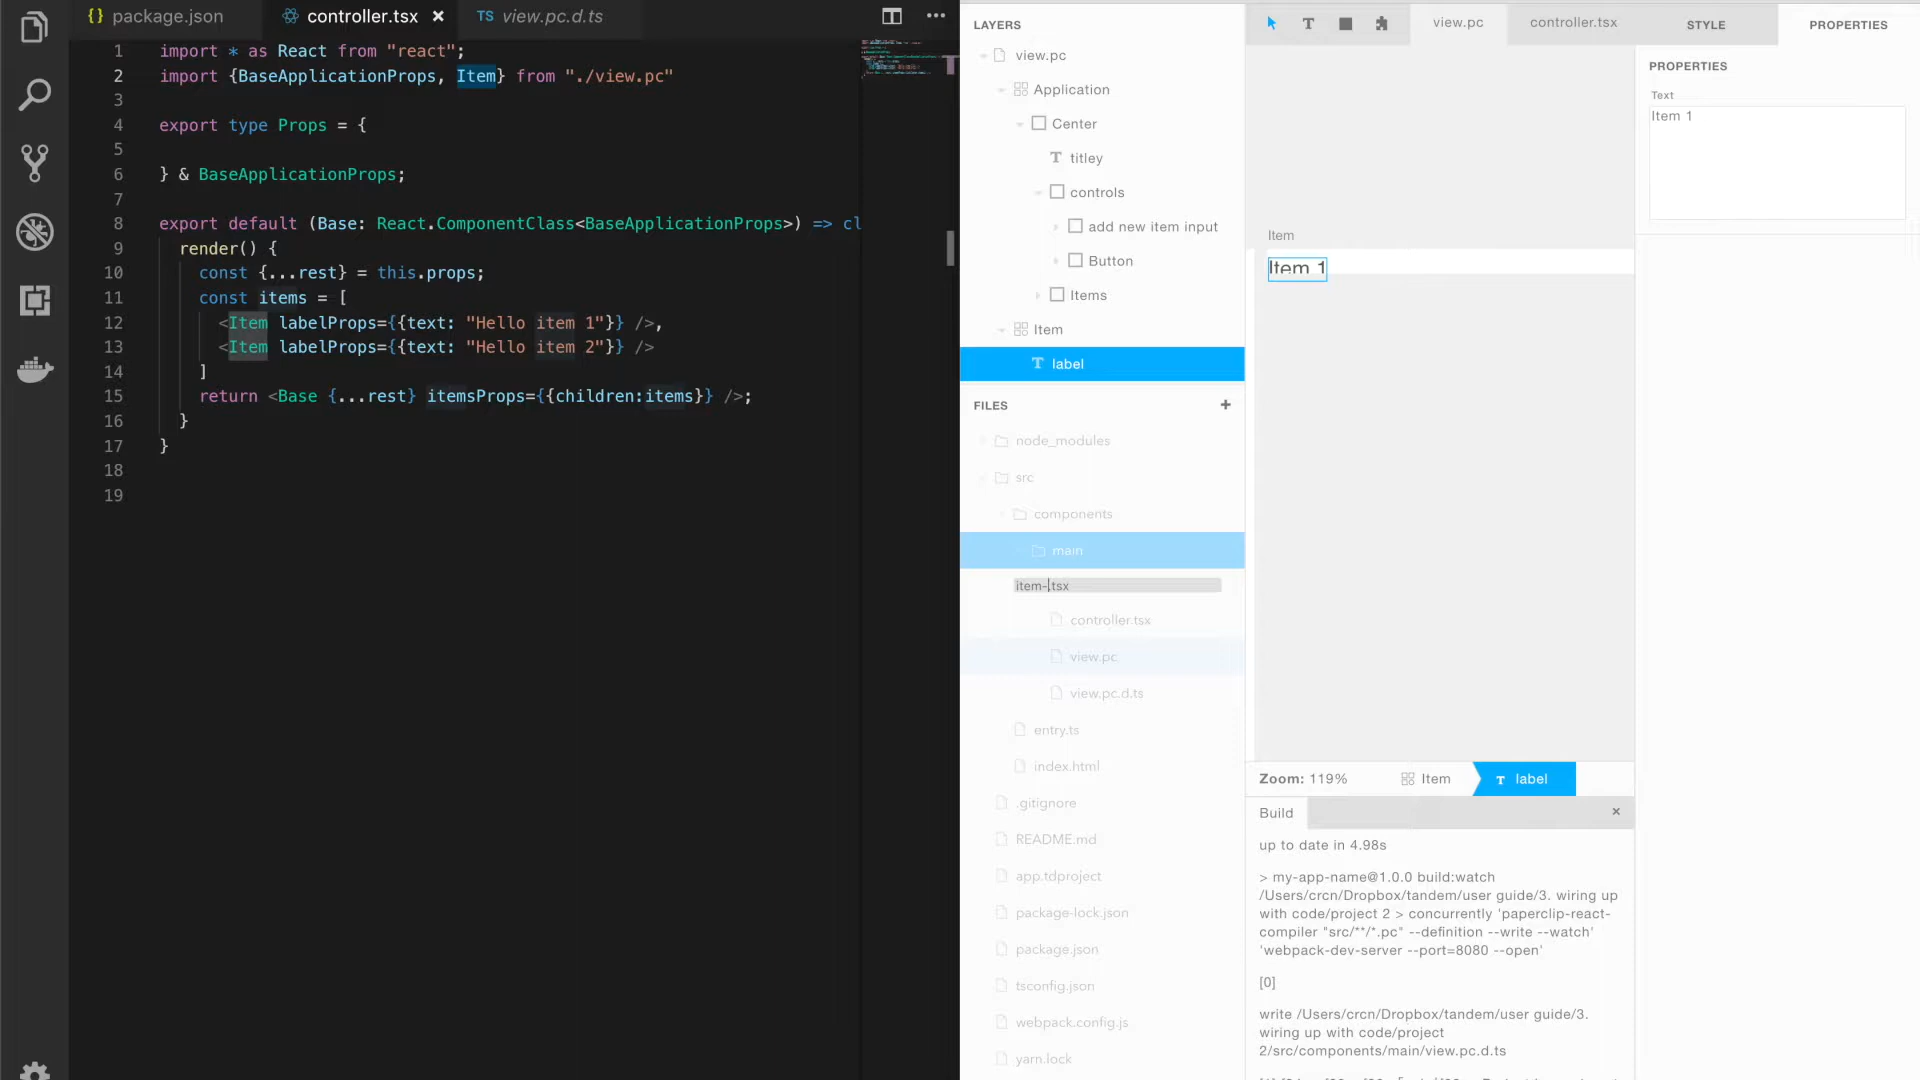 {} package.json
controller.tsx ×
TS view.pc.d.ts
1 import * as React from "react";
2 import {BaseApplicationProps, Item} from "./view.pc"
3
4 export type Props = {
5
6 } & BaseApplicationProps;
7
8 export default (Base: React.ComponentClass<BaseApplicationProps>) => cl
9 render() {
10 const {...rest} = this.props;
11 const items = [
12 <Item labelProps={{text: "Hello item 1"}} />,
13 <Item labelProps={{text: "Hello item 2"}} />
14 ]
15 return <Base {...rest} itemsProps={{children:items}} />;
16 }
17 }
18
19
LAYERS
view.pc
Application
Center
T titley
controls
add new item input
Button
Items
Item
T label
FILES +
node_modules
src
components
main
item-.tsx
controller.tsx
view.pc
view.pc.d.ts
entry.ts
index.html
.gitignore
README.md
app.tdproject
package-lock.json
package.json
tsconfig.json
webpack.config.js
yarn.lock
T
view.pc
controller.tsx
Item
Item 1
Zoom: 119%
Item
T label
Build ×
up to date in 4.98s
> my-app-name@1.0.0 build:watch
/Users/crcn/Dropbox/tandem/user guide/3. wiring up
with code/project 2 > concurrently 'paperclip-react-
compiler "src/**/*.pc" --definition --write --watch'
'webpack-dev-server --port=8080 --open'
[0]
write /Users/crcn/Dropbox/tandem/user guide/3.
wiring up with code/project
2/src/components/main/view.pc.d.ts
STYLE
PROPERTIES
PROPERTIES
Text
Item 1